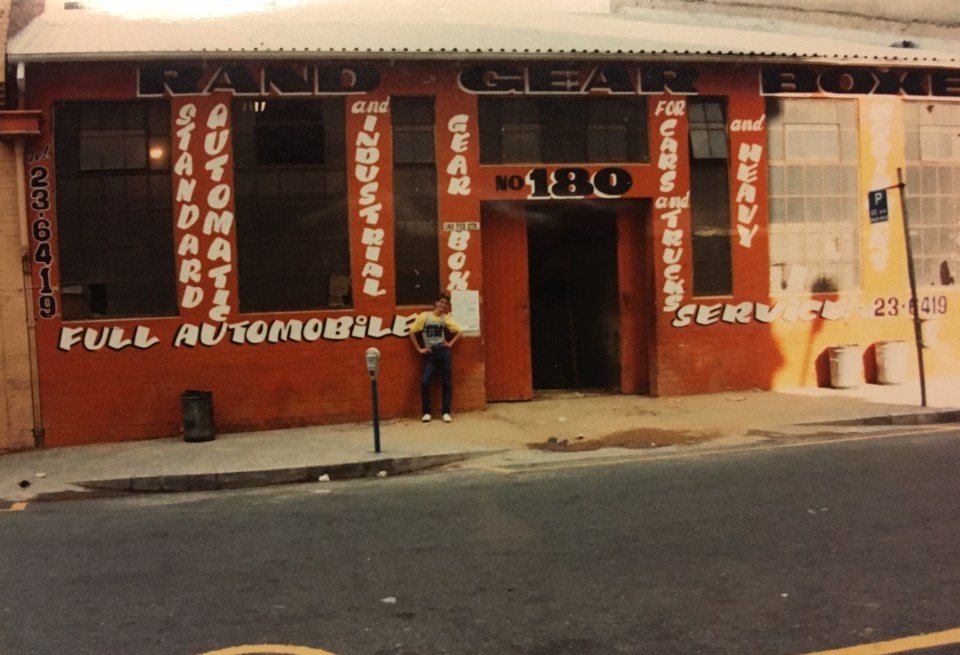 RAND GEAR BOXE
Tel 23·6419
STANDARD
AUTOMATIC
and INDUSTRIAL
GEAR BOX
NO 180
FOR CARS and TRUCKS
and HEAVY
P
FULL AUTOMOBILE
SERVICE
23·6419